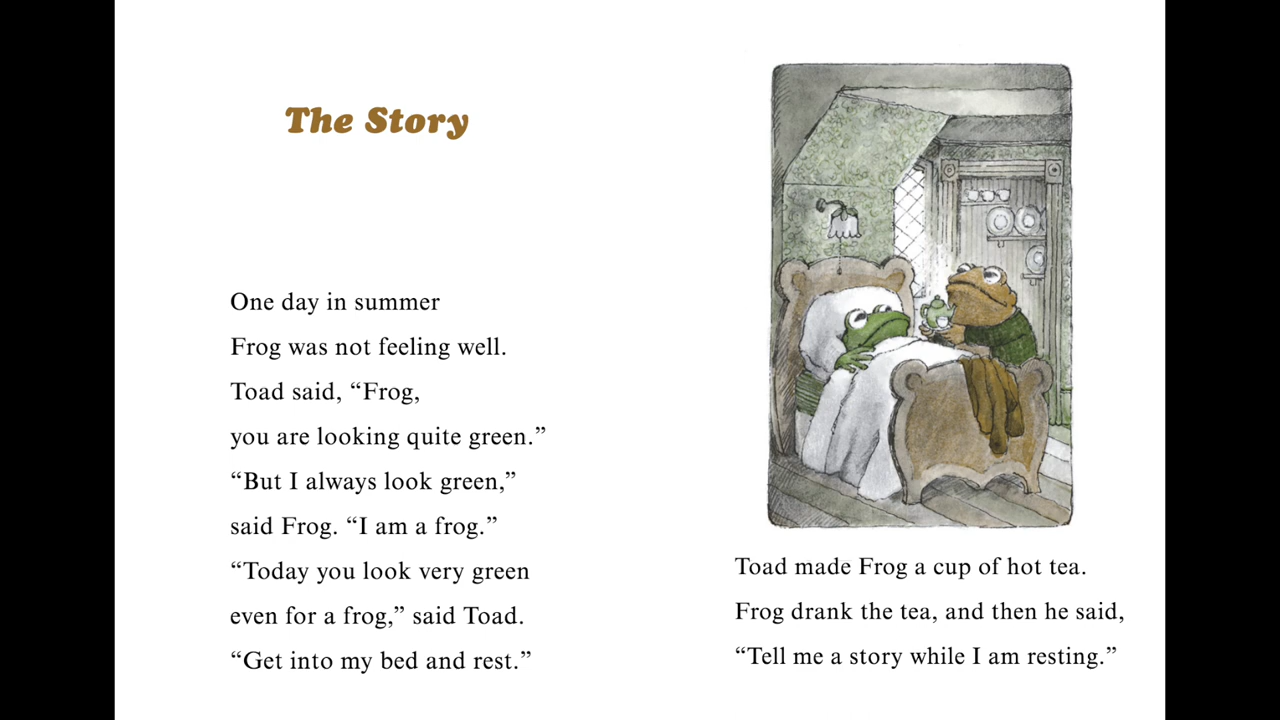 The Story
One day in summer
Frog was not feeling well.
Toad said, “Frog,
you are looking quite green.”
“But I always look green,”
said Frog. “I am a frog.”
“Today you look very green
even for a frog,” said Toad.
“Get into my bed and rest.”
Toad made Frog a cup of hot tea.
Frog drank the tea, and then he said,
“Tell me a story while I am resting.”